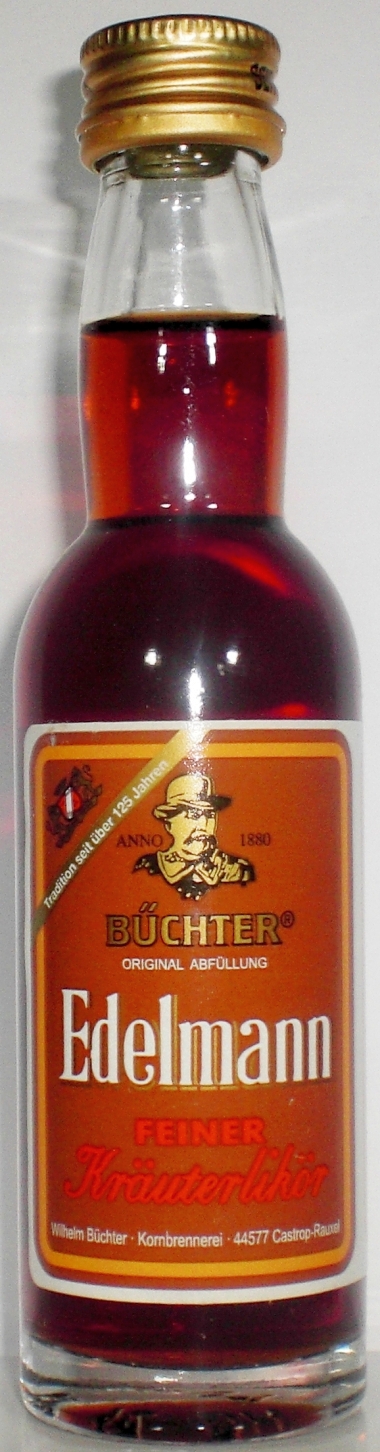 Tradition seit über 125 Jahren
ANNO 1880
BÜCHTER®
ORIGINAL ABFÜLLUNG
Edelmann
FEINER
Kräuterlikör
Wilhelm Büchter · Kornbrennerei · 44577 Castrop-Rauxel